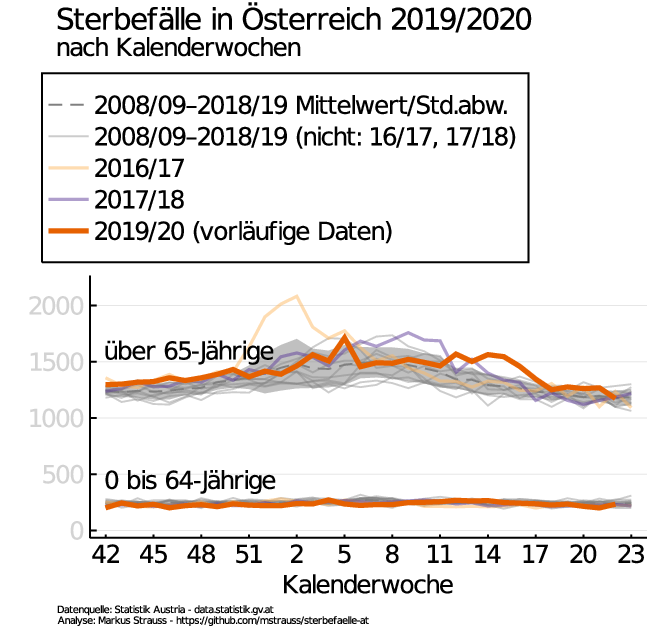 Sterbefälle in Österreich 2019/2020
nach Kalenderwochen
2008/09–2018/19 Mittelwert/Std.abw.
2008/09–2018/19 (nicht: 16/17, 17/18)
2016/17
2017/18
2019/20 (vorläufige Daten)
2000
1500
1000
500
0
über 65-Jährige
0 bis 64-Jährige
42 45 48 51 2 5 8 11 14 17 20 23
Kalenderwoche
Datenquelle: Statistik Austria - data.statistik.gv.at
Analyse: Markus Strauss - https://github.com/mstrauss/sterbefaelle-at